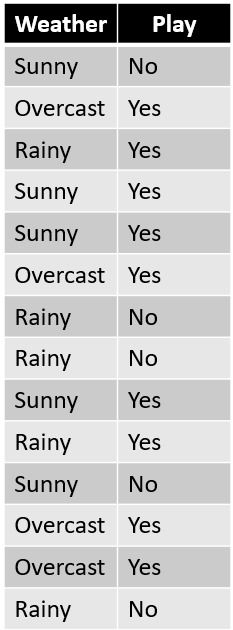 Weather Play
Sunny No
Overcast Yes
Rainy Yes
Sunny Yes
Sunny Yes
Overcast Yes
Rainy No
Rainy No
Sunny Yes
Rainy Yes
Sunny No
Overcast Yes
Overcast Yes
Rainy No